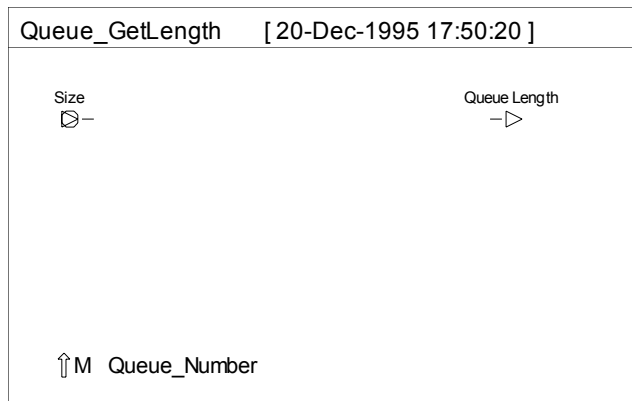 Queue_GetLength [ 20-Dec-1995 17:50:20 ]
Size Queue Length
M Queue_Number